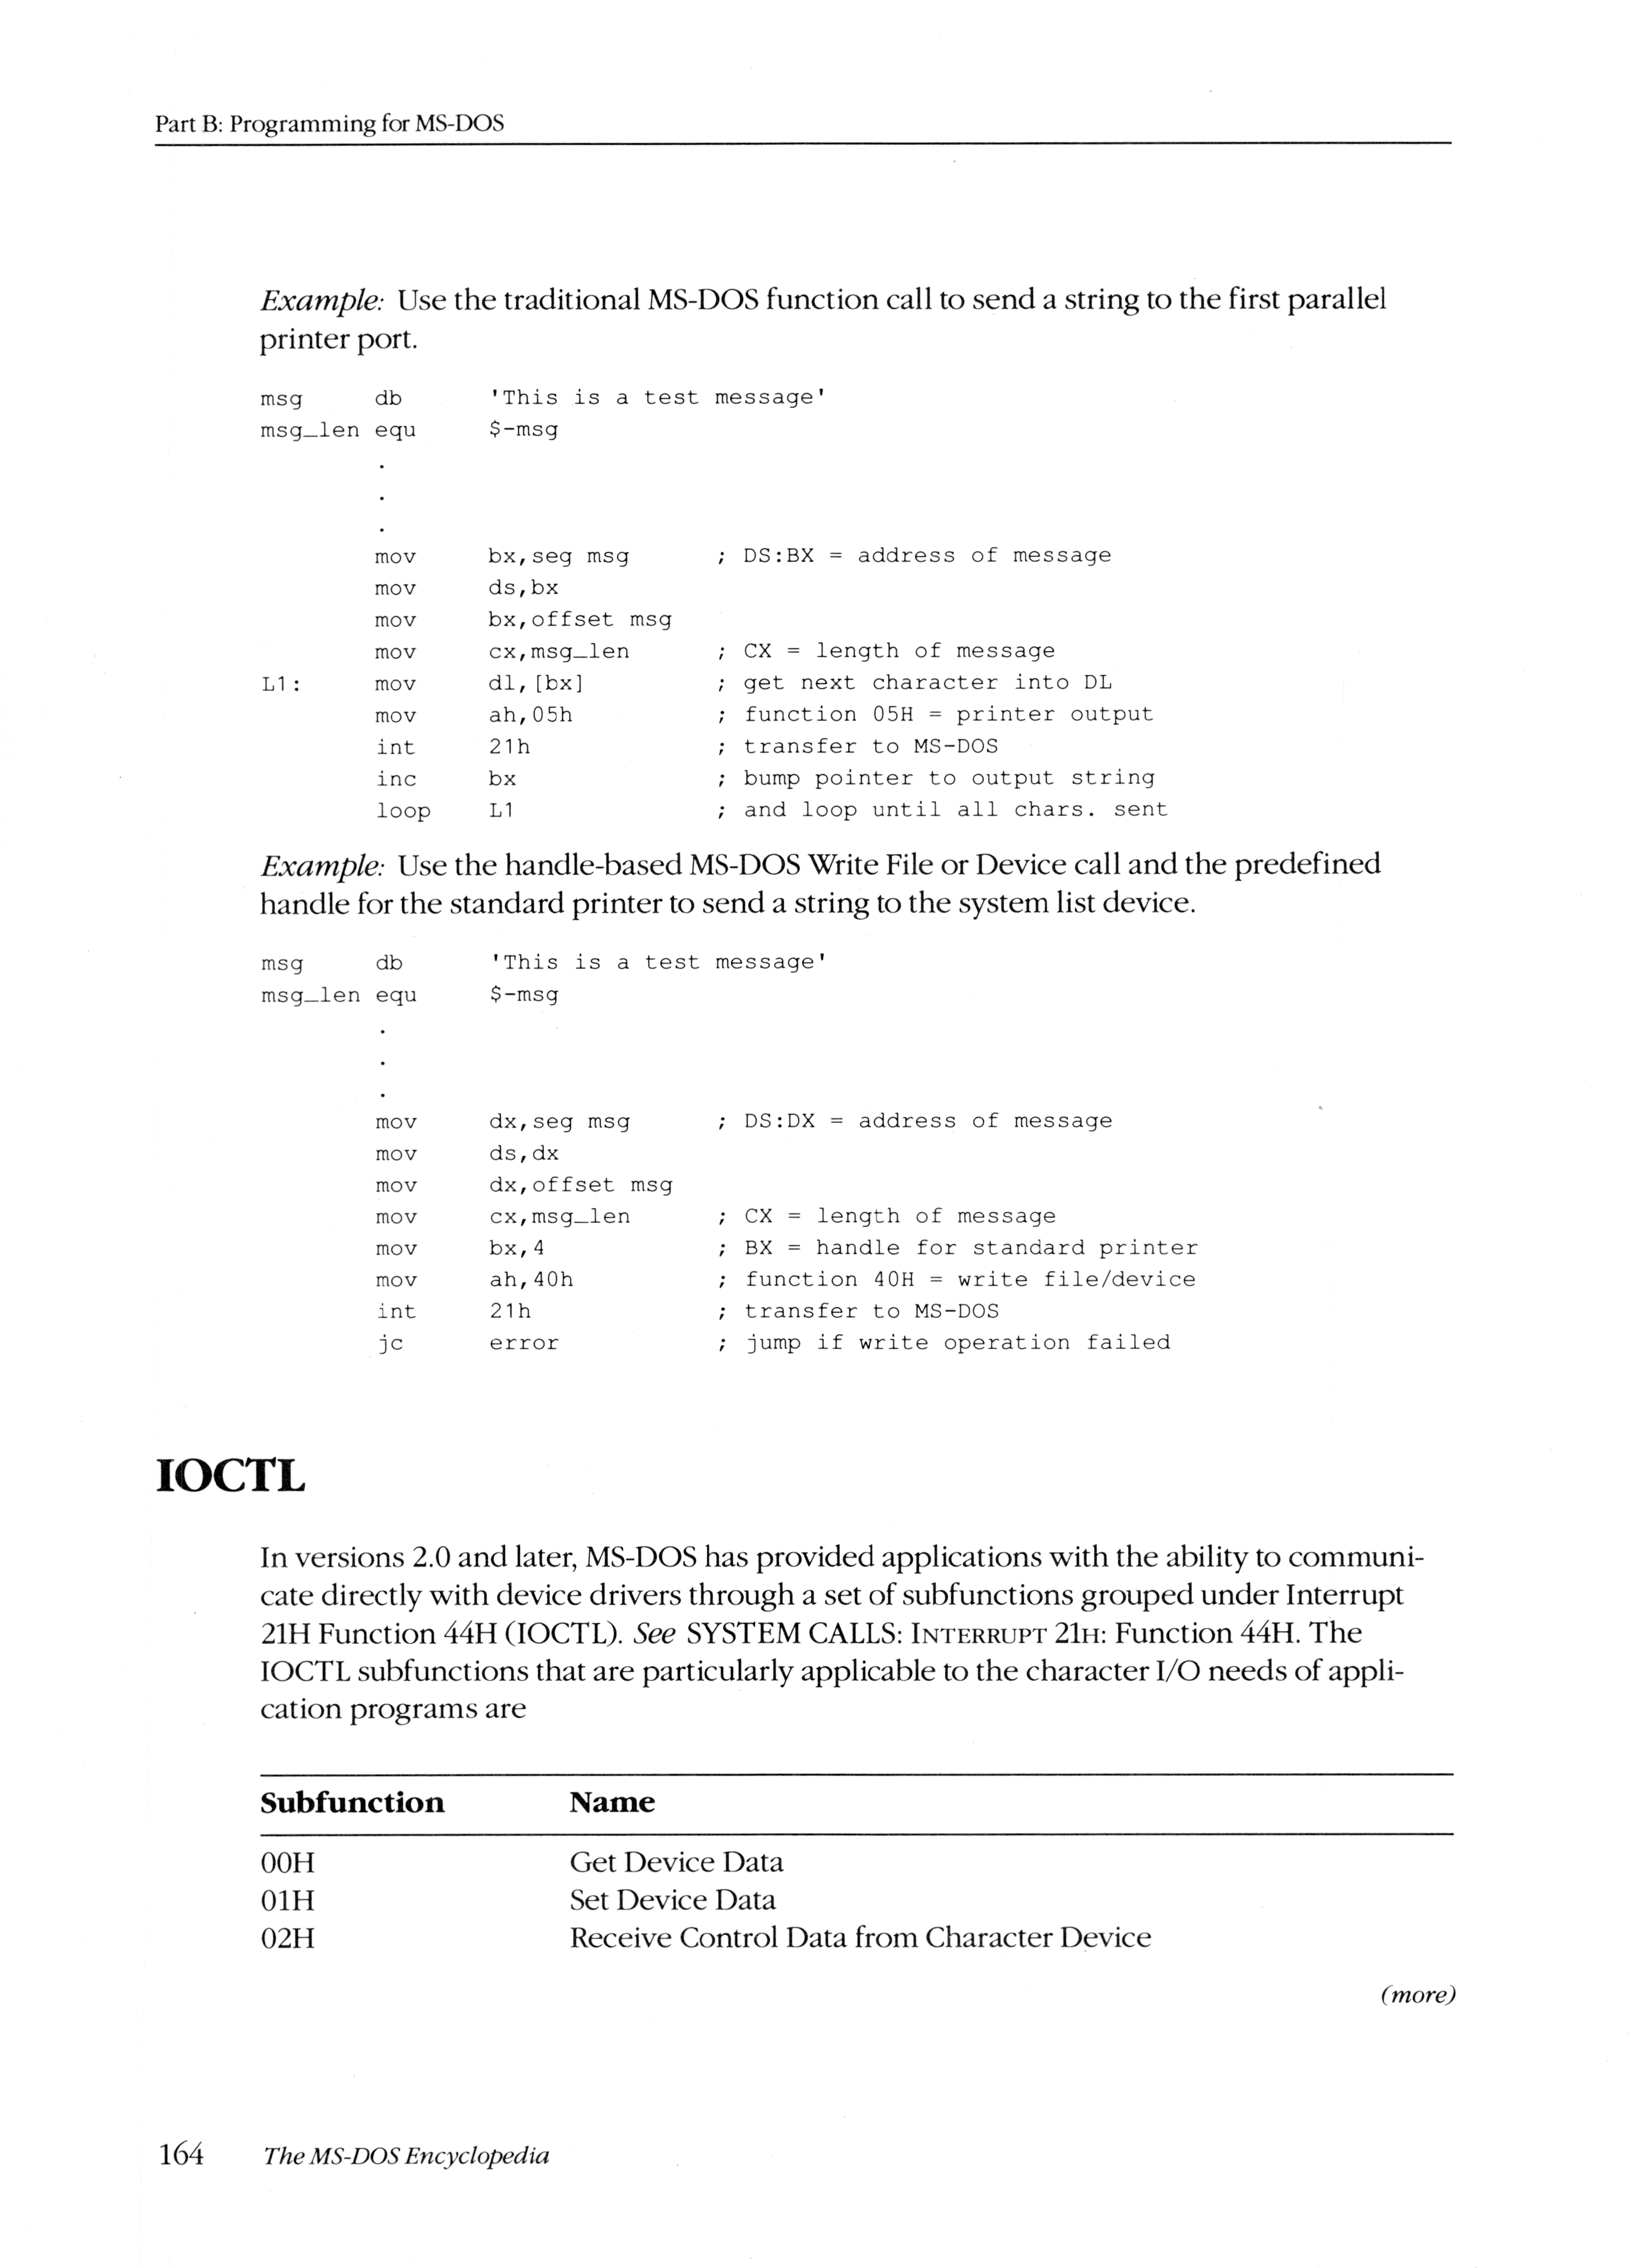 Part B: Programming for MS-DOS
Example: Use the traditional MS-DOS function call to send a string to the first parallel
printer port.
msg db 'This is a test message'
msg_len equ $-msg
.
.
.
mov bx,seg msg ; DS:BX = address of message
mov ds,bx
mov bx,offset msg
mov cx,msg_len ; CX = length of message
L1: mov dl,[bx] ; get next character into DL
mov ah,05h ; function 05H = printer output
int 21h ; transfer to MS-DOS
inc bx ; bump pointer to output string
loop L1 ; and loop until all chars. sent
Example: Use the handle-based MS-DOS Write File or Device call and the predefined
handle for the standard printer to send a string to the system list device.
msg db 'This is a test message'
msg_len equ $-msg
.
.
.
mov dx,seg msg ; DS:DX = address of message
mov ds,dx
mov dx,offset msg
mov cx,msg_len ; CX = length of message
mov bx,4 ; BX = handle for standard printer
mov ah,40h ; function 40H = write file/device
int 21h ; transfer to MS-DOS
jc error ; jump if write operation failed
IOCTL
In versions 2.0 and later, MS-DOS has provided applications with the ability to communi-
cate directly with device drivers through a set of subfunctions grouped under Interrupt
21H Function 44H (IOCTL). See SYSTEM CALLS: INTERRUPT 21H: Function 44H. The
IOCTL subfunctions that are particularly applicable to the character I/O needs of appli-
cation programs are
Subfunction Name
00H Get Device Data
01H Set Device Data
02H Receive Control Data from Character Device
(more)
164 The MS-DOS Encyclopedia